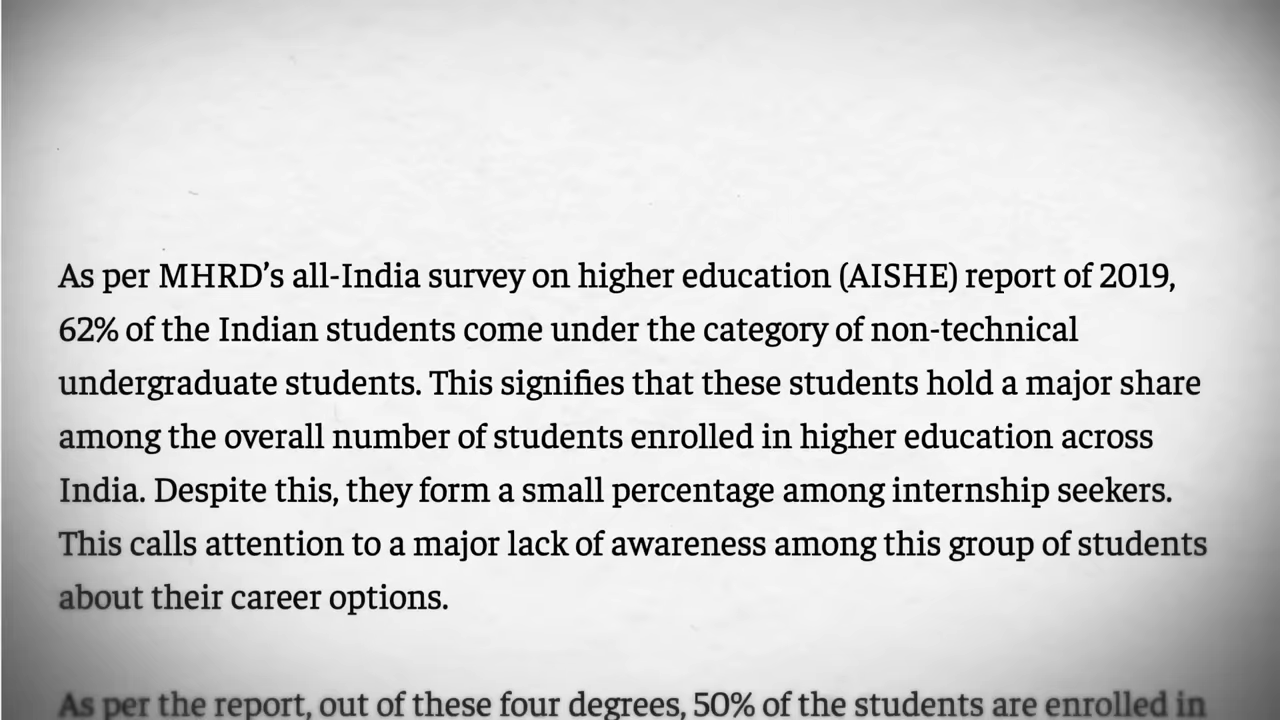 As per MHRD’s all-India survey on higher education (AISHE) report of 2019,
62% of the Indian students come under the category of non-technical
undergraduate students. This signifies that these students hold a major share
among the overall number of students enrolled in higher education across
India. Despite this, they form a small percentage among internship seekers.
This calls attention to a major lack of awareness among this group of students
about their career options.
As per the report, out of these four degrees, 50% of the students are enrolled in